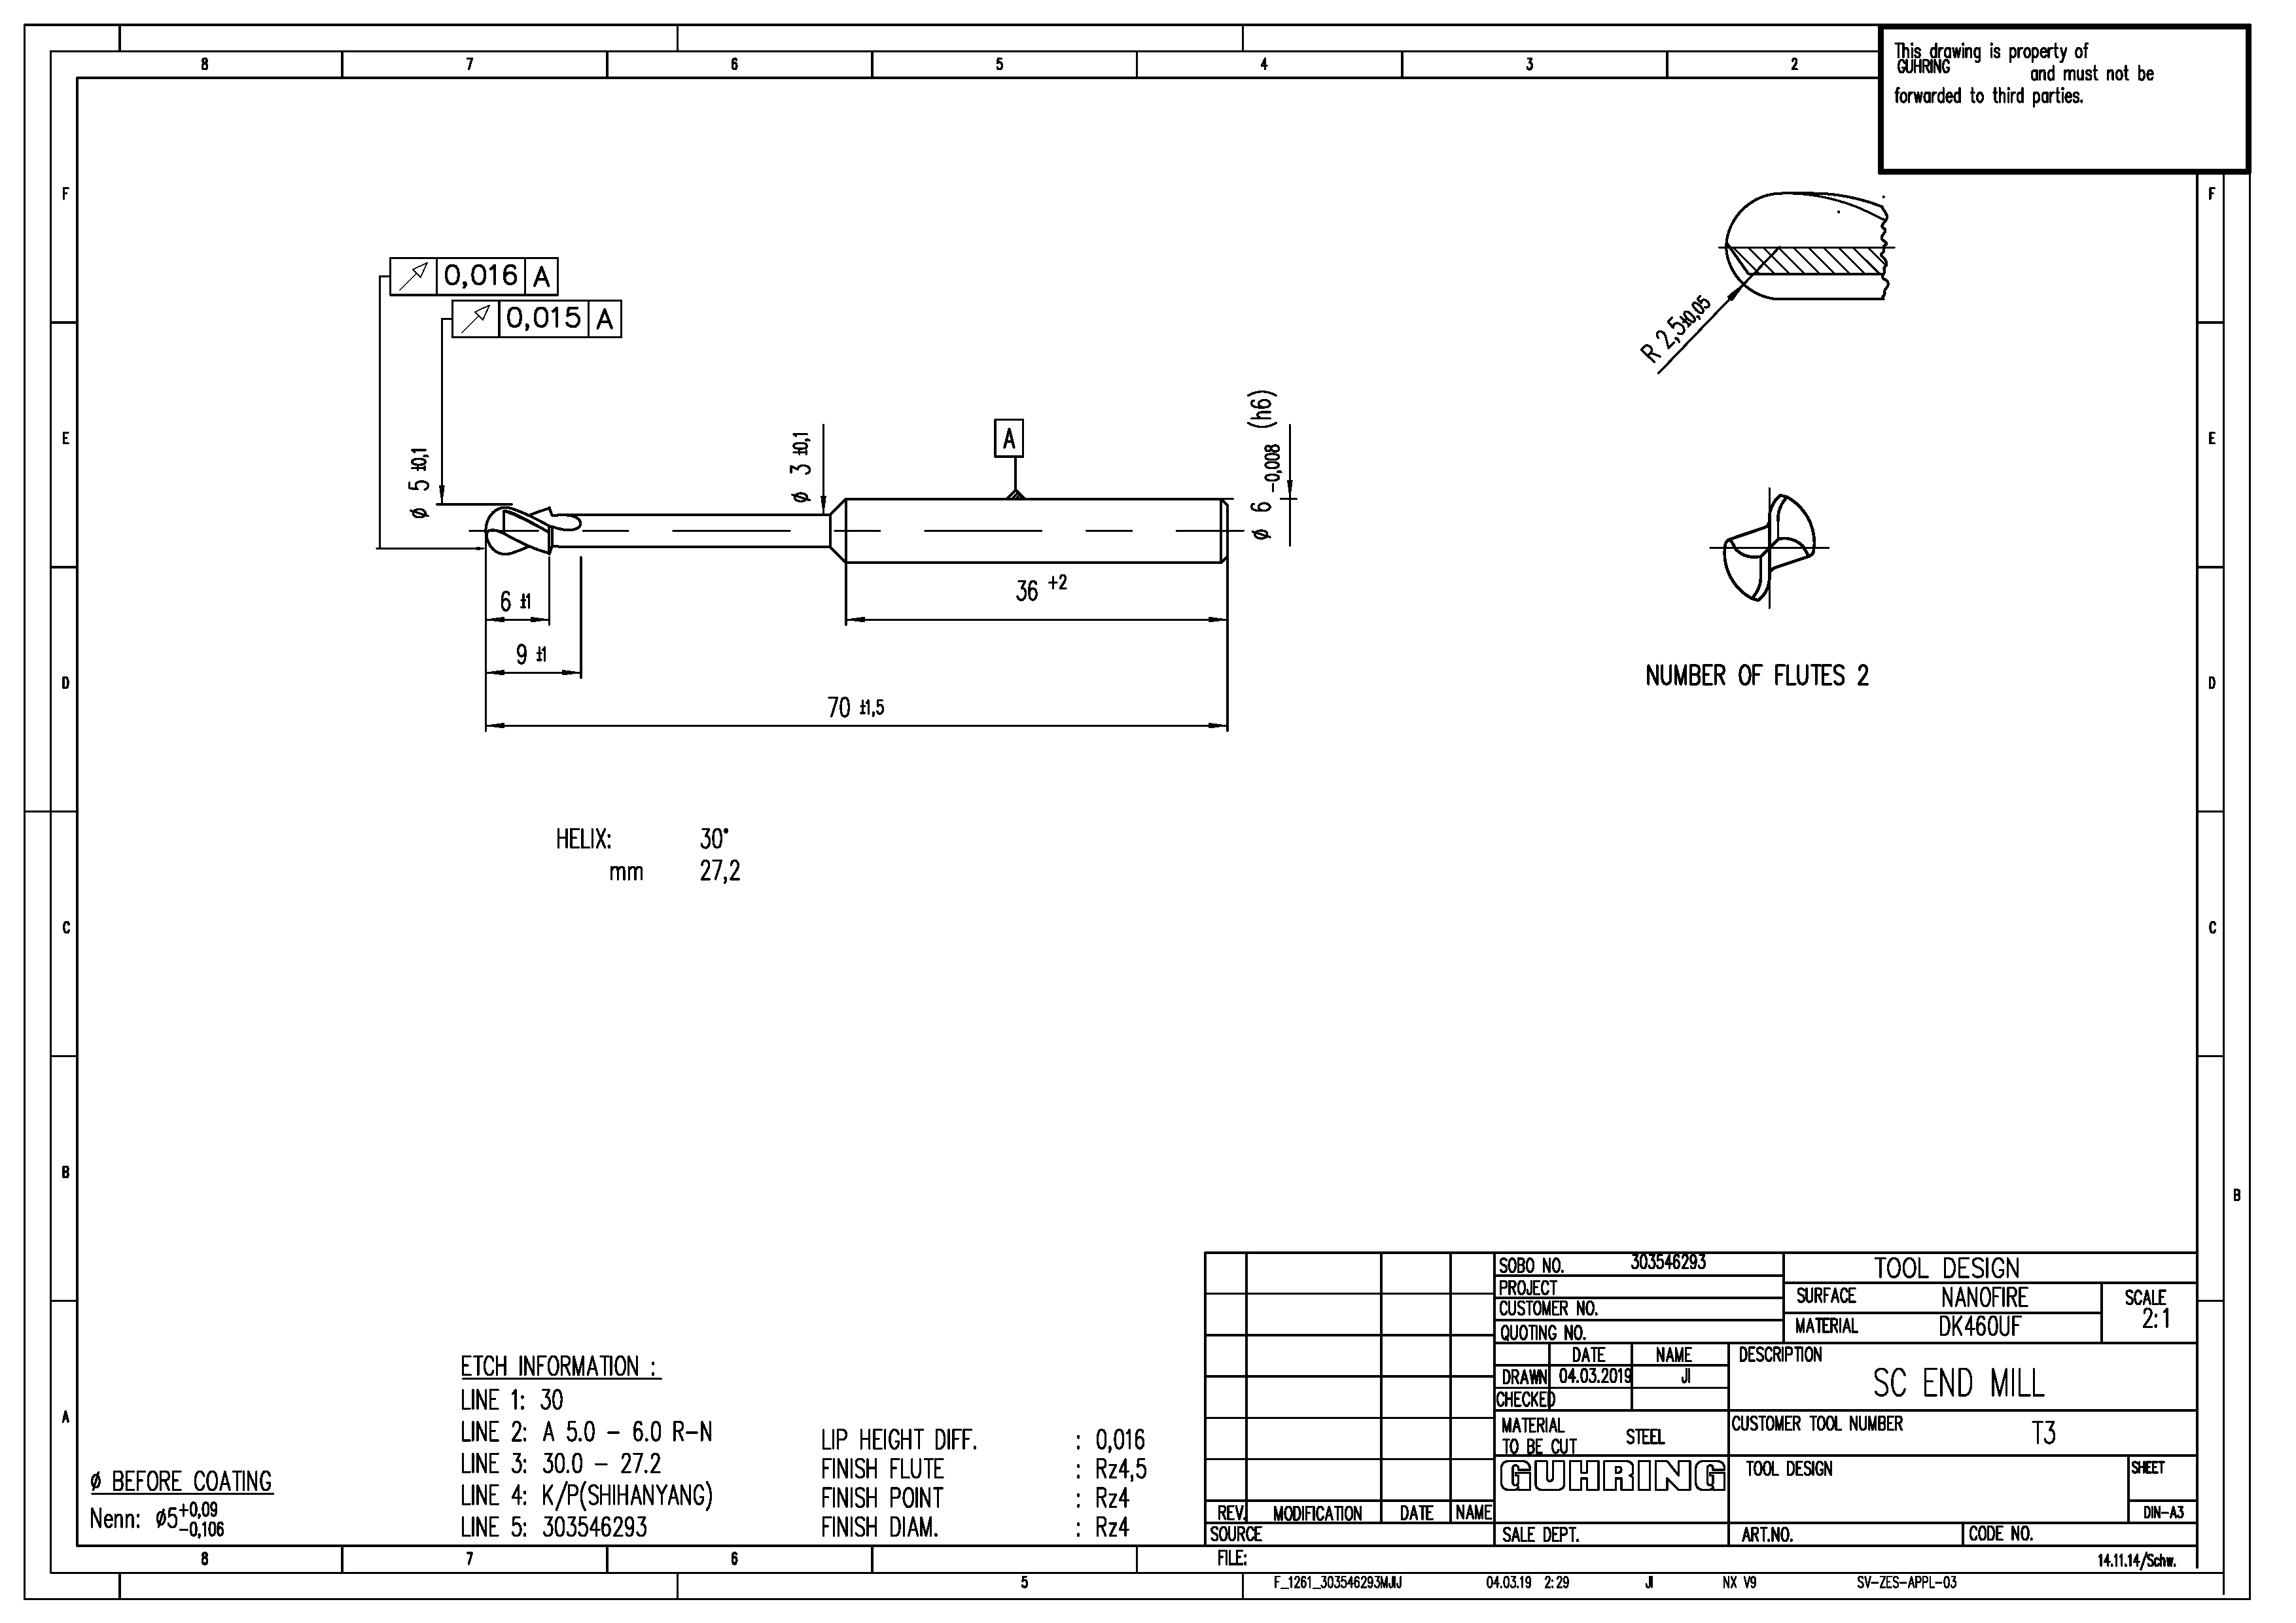 This drawing is property of
GUHRING and must not be
forwarded to third parties.
8 7 6 5 4 3 2
F F
E E
D D
C C
B B
A
0,016 A
0,015 A
ø 5 ±0,1
ø 3 ±0,1
A
ø 6 -0,008 (h6)
R 2,5±0,05
6 ±1
36 +2
9 ±1
70 ±1,5
NUMBER OF FLUTES 2
HELIX: 30°
mm 27,2
ETCH INFORMATION :
LINE 1: 30
LINE 2: A 5.0 – 6.0 R–N
LINE 3: 30.0 – 27.2
LINE 4: K/P(SHIHANYANG)
LINE 5: 303546293
ø BEFORE COATING
Nenn: ø5 +0,09 -0,106
LIP HEIGHT DIFF. : 0,016
FINISH FLUTE : Rz4,5
FINISH POINT : Rz4
FINISH DIAM. : Rz4
REV. MODIFICATION DATE NAME
SOURCE
SOBO NO. 303546293
PROJECT
CUSTOMER NO.
QUOTING NO.
TOOL DESIGN
SURFACE NANOFIRE
MATERIAL DK460UF
SCALE
2:1
DATE NAME
DRAWN 04.03.2019 JI
CHECKED
DESCRIPTION
SC END MILL
MATERIAL
TO BE CUT STEEL
CUSTOMER TOOL NUMBER T3
GUHRING
TOOL DESIGN
SHEET
DIN–A3
SALE DEPT.
ART.NO.
CODE NO.
8 7 6
FILE:
14.11.14/Schw.
5
F_1261_303546293MJIJ 04.03.19 2:29 JI NX V9 SV–ZES–APPL–03